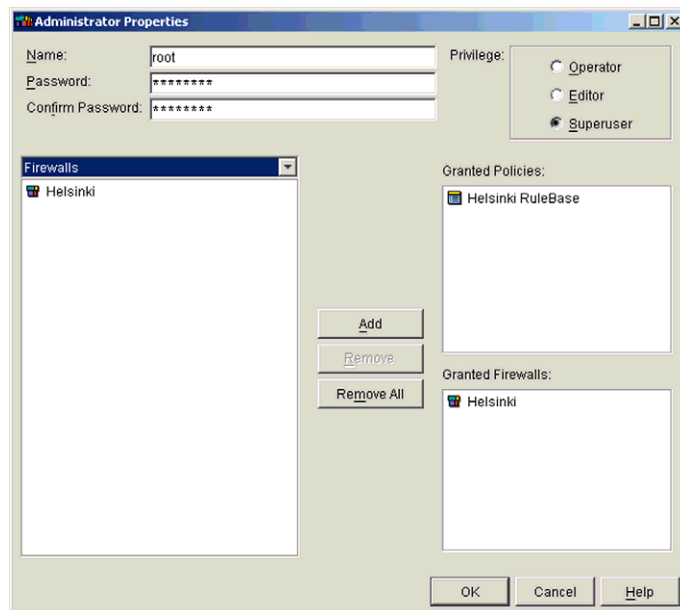 Administrator Properties
Name: root
Privilege:
Operator
Password: ********
Editor
Confirm Password: ********
Superuser
Firewalls
Helsinki
Granted Policies:
Helsinki RuleBase
Add
Remove
Remove All
Granted Firewalls:
Helsinki
OK Cancel Help